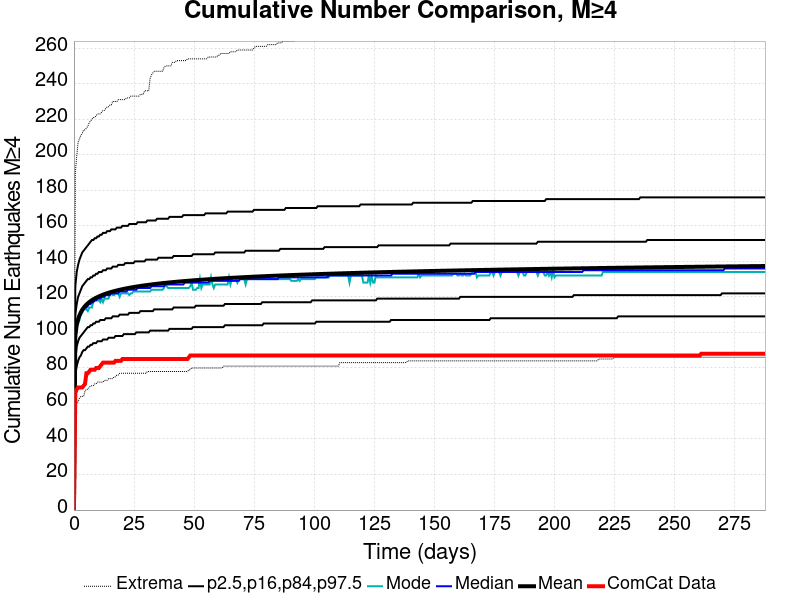 Cumulative Number Comparison, M≥4
Cumulative Num Earthquakes M≥4
260
240
220
200
180
160
140
120
100
80
60
40
20
0
0 25 50 75 100 125 150 175 200 225 250 275
Time (days)
Extrema p2.5,p16,p84,p97.5 Mode Median Mean ComCat Data